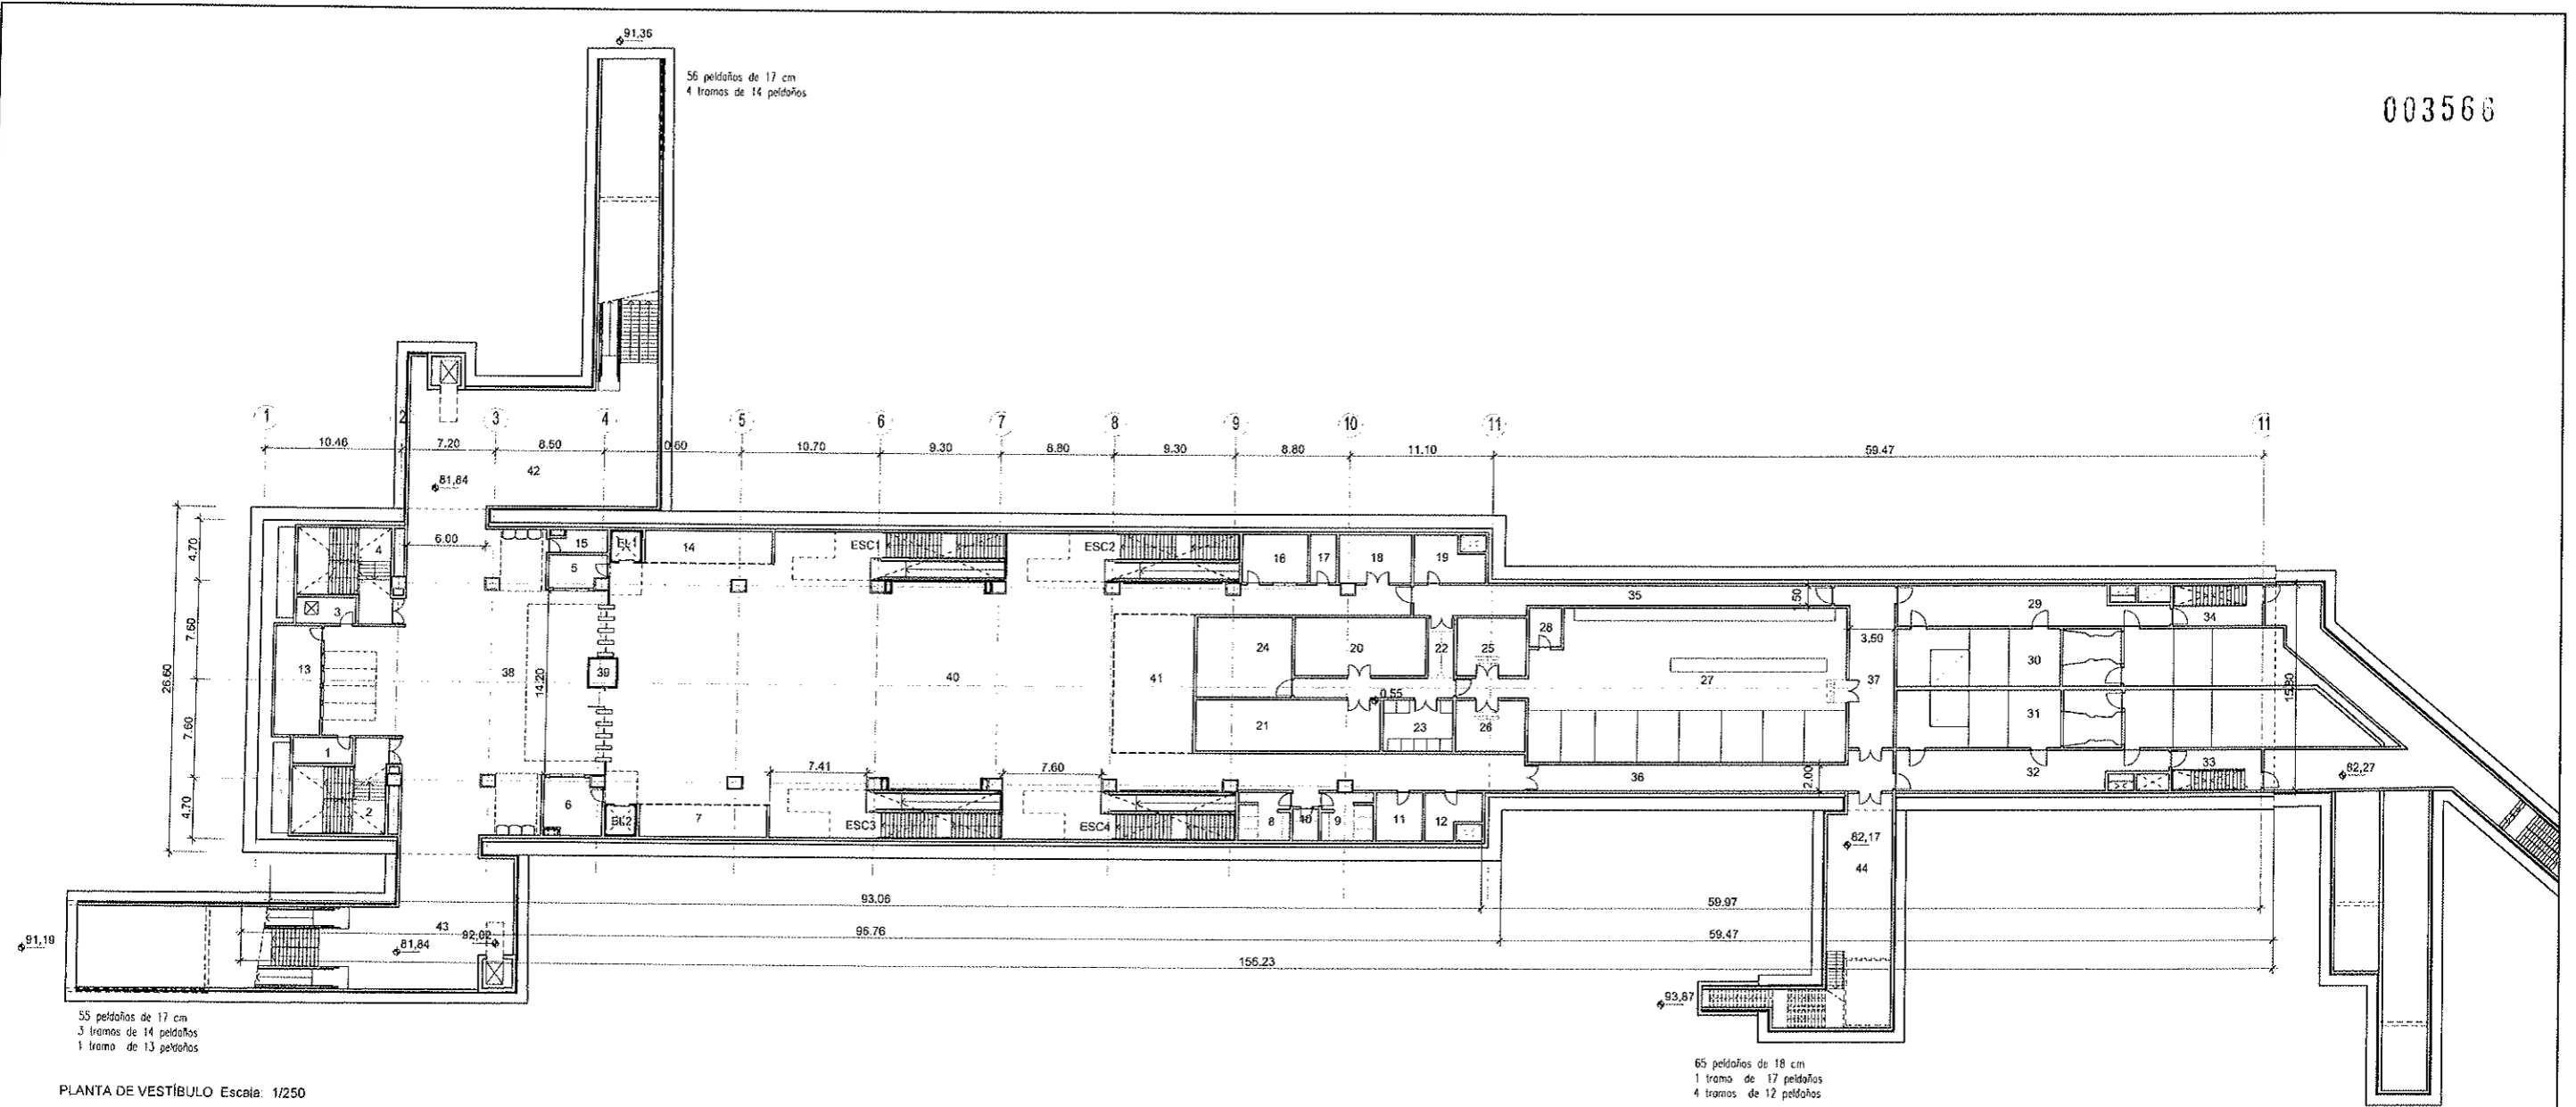 91,36
56 peldaños de 17 cm
4 tramos de 14 peldaños
003566
1 2 3 4 5 6 7 8 9 10 11 11
10.46 7.20 8.50 0.60 10.70 9.30 8.80 9.30 8.80 11.10 59.47
42
81,84
6.00
4.70
7.60
26.60
7.60
4.70
4
3
13
1
2
15
5
14
ESC1
ESC2
16 17 18 19
38
14.20
39
40
41
24 20 22 25 28
0,55
21 23 26
27
35
.50
3,50
37
29
34
30
31
15.80
36
2.00
32
33
82,27
6
EL2
7
7.41
7.60
ESC3
ESC4
8 10 9 11 12
82,17
44
93.06
59.97
43
91,19
81,84
92,02
96.76
59.47
156.23
93,87
55 peldaños de 17 cm
3 tramos de 14 peldaños
1 tramo de 13 peldaños
65 peldaños de 18 cm
1 tramo de 17 peldaños
4 tramos de 12 peldaños
PLANTA DE VESTÍBULO Escala: 1/250